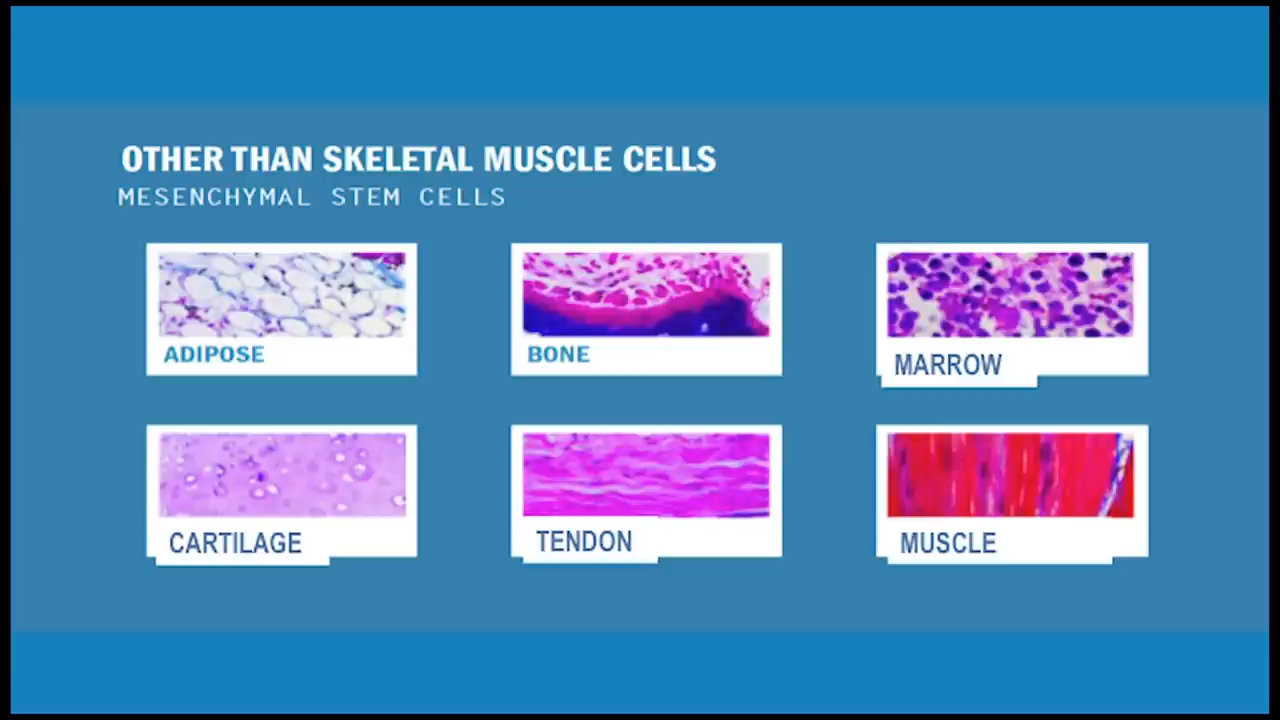 OTHER THAN SKELETAL MUSCLE CELLS
MESENCHYMAL STEM CELLS
ADIPOSE
BONE
MARROW
CARTILAGE
TENDON
MUSCLE